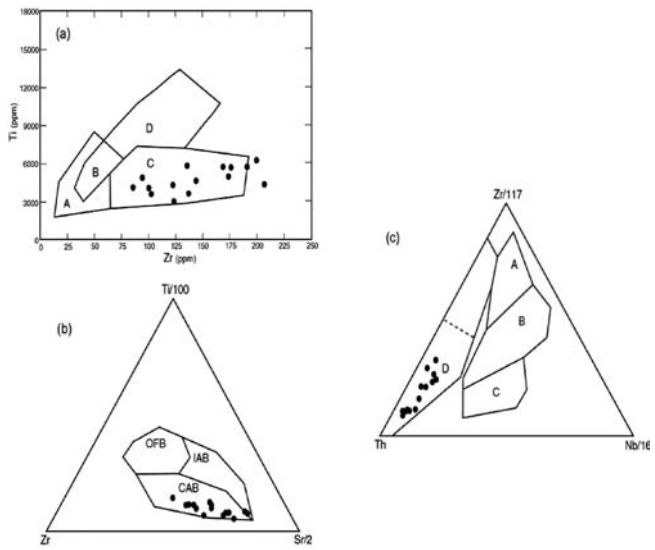 (a)
18000
15000
12000
9000
6000
3000
0
Ti (ppm)
A
B
C
D
0 25 50 75 100 125 150 175 200 225 250
Zr (ppm)
(b)
Ti/100
OFB
IAB
CAB
Zr
Sr/2
(c)
Zr/117
A
B
C
D
Th
Nb/16